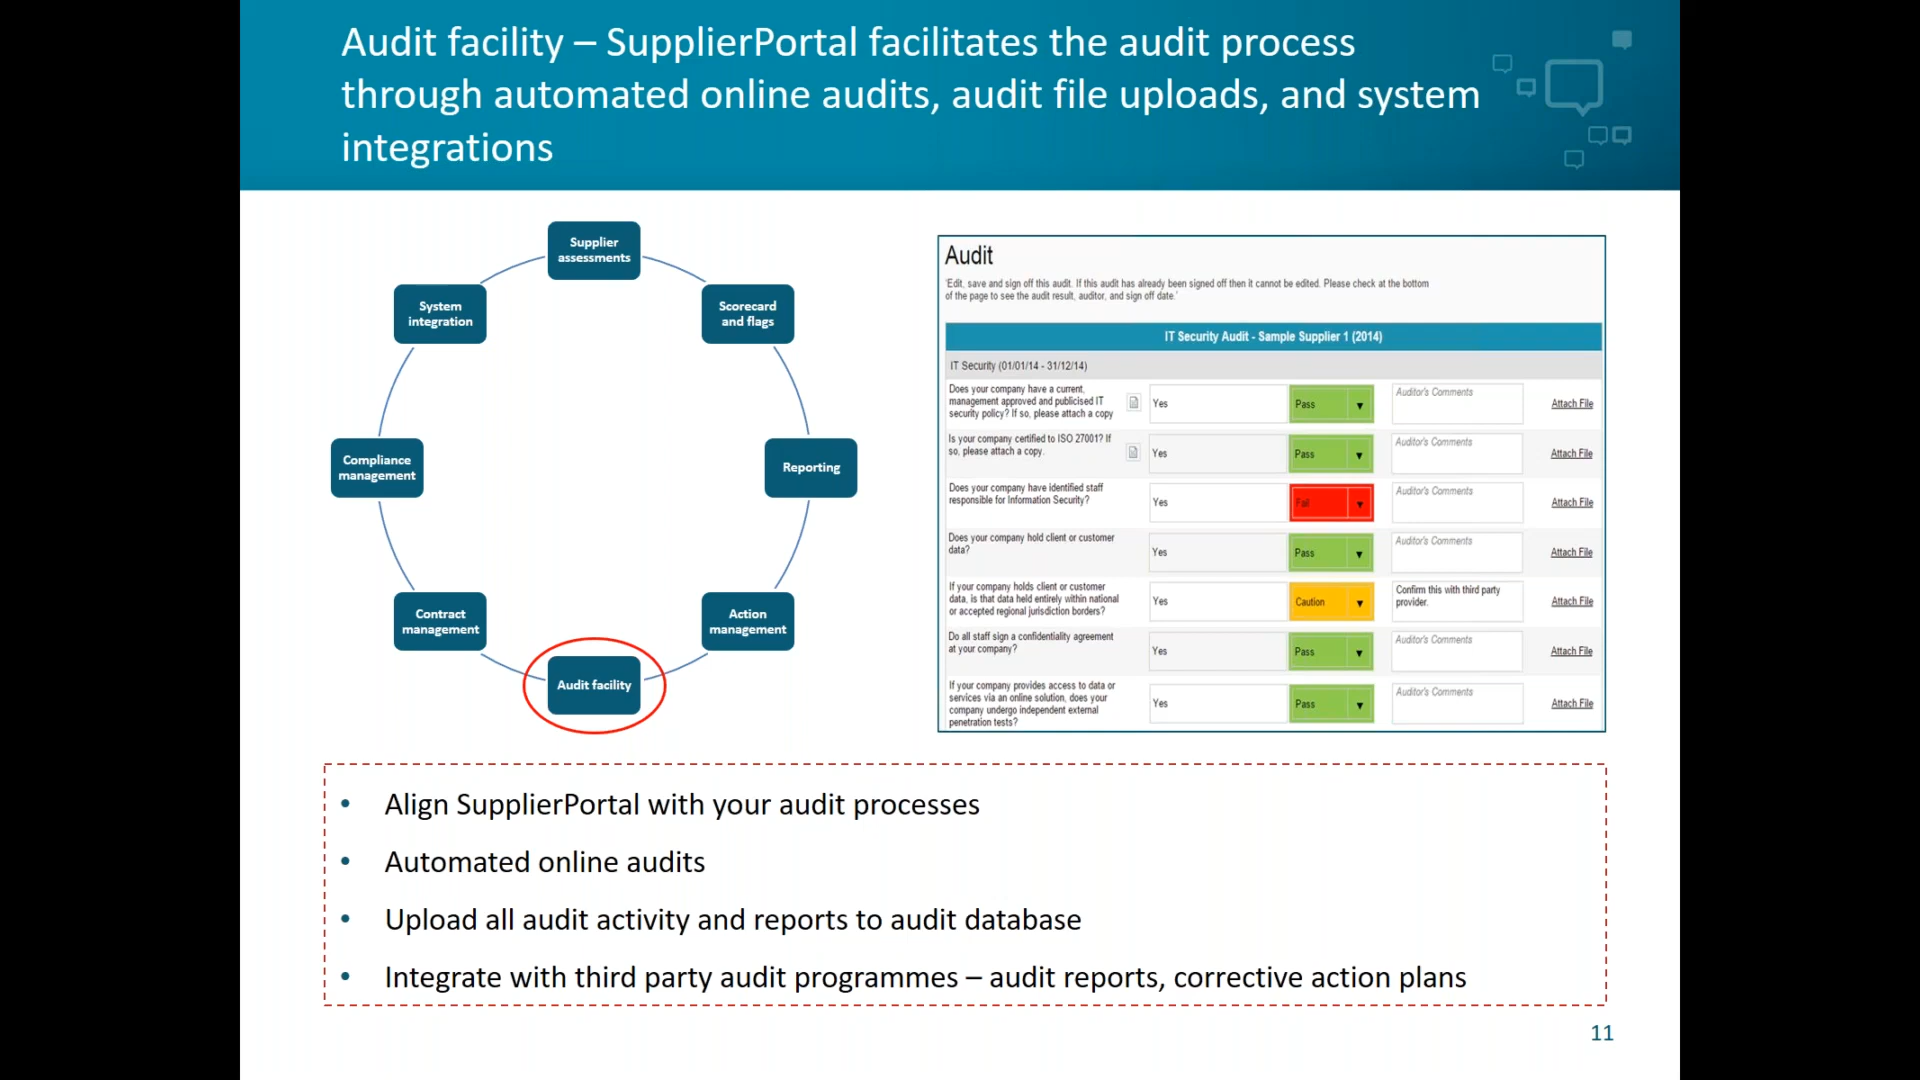 Audit facility – SupplierPortal facilitates the audit process
through automated online audits, audit file uploads, and system
integrations
Supplier
assessments
System
integration
Scorecard
and flags
Compliance
management
Reporting
Contract
management
Action
management
Audit facility
Audit
'Edit, save and sign off this audit. If this audit has already been signed off then it cannot be edited. Please check at the bottom
of the page to see the audit result, auditor, and sign off date.'
IT Security Audit - Sample Supplier 1 (2014)
IT Security (01/01/14 - 31/12/14)
Does your company have a current,
management approved and publicised IT
security policy? If so, please attach a copy
Yes
Pass
Auditor's Comments
Attach File
Is your company certified to ISO 27001? If
so, please attach a copy.
Yes
Pass
Auditor's Comments
Attach File
Does your company have identified staff
responsible for Information Security?
Yes
Fail
Auditor's Comments
Attach File
Does your company hold client or customer
data?
Yes
Pass
Auditor's Comments
Attach File
If your company holds client or customer
data, is that data held entirely within national
or accepted regional jurisdiction borders?
Yes
Caution
Confirm this with third party
provider.
Attach File
Do all staff sign a confidentiality agreement
at your company?
Yes
Pass
Auditor's Comments
Attach File
If your company provides access to data or
services via an online solution, does your
company undergo independent external
penetration tests?
Yes
Pass
Auditor's Comments
Attach File
• Align SupplierPortal with your audit processes
• Automated online audits
• Upload all audit activity and reports to audit database
• Integrate with third party audit programmes – audit reports, corrective action plans
11